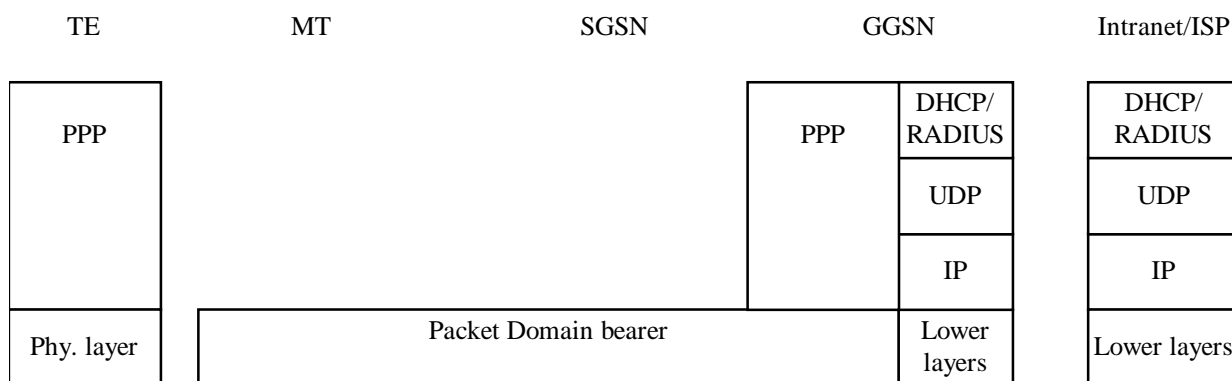 TE MT SGSN GGSN Intranet/ISP
PPP PPP DHCP/ DHCP/
RADIUS RADIUS
UDP UDP
IP IP
Phy. layer Packet Domain bearer Lower Lower layers
layers